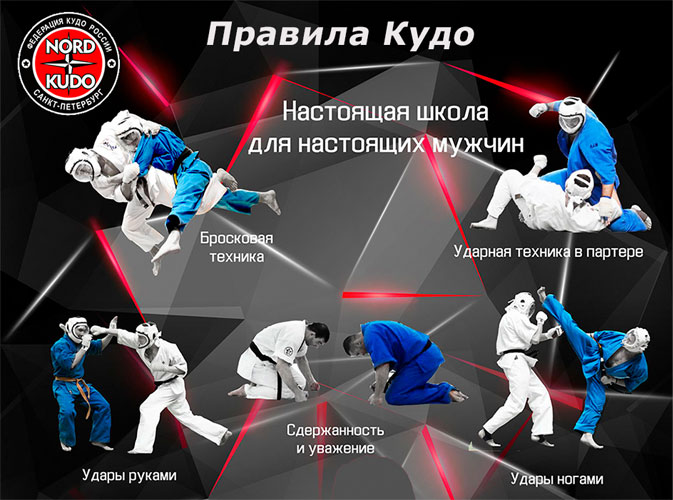 Правила Кудо
ФЕДЕРАЦИЯ КУДО РОССИИ
NORD
KUDO
САНКТ-ПЕТЕРБУРГ
Настоящая школа
для настоящих мужчин
Бросковая
техника
Ударная техника в партере
Удары руками
Сдержанность
и уважение
Удары ногами